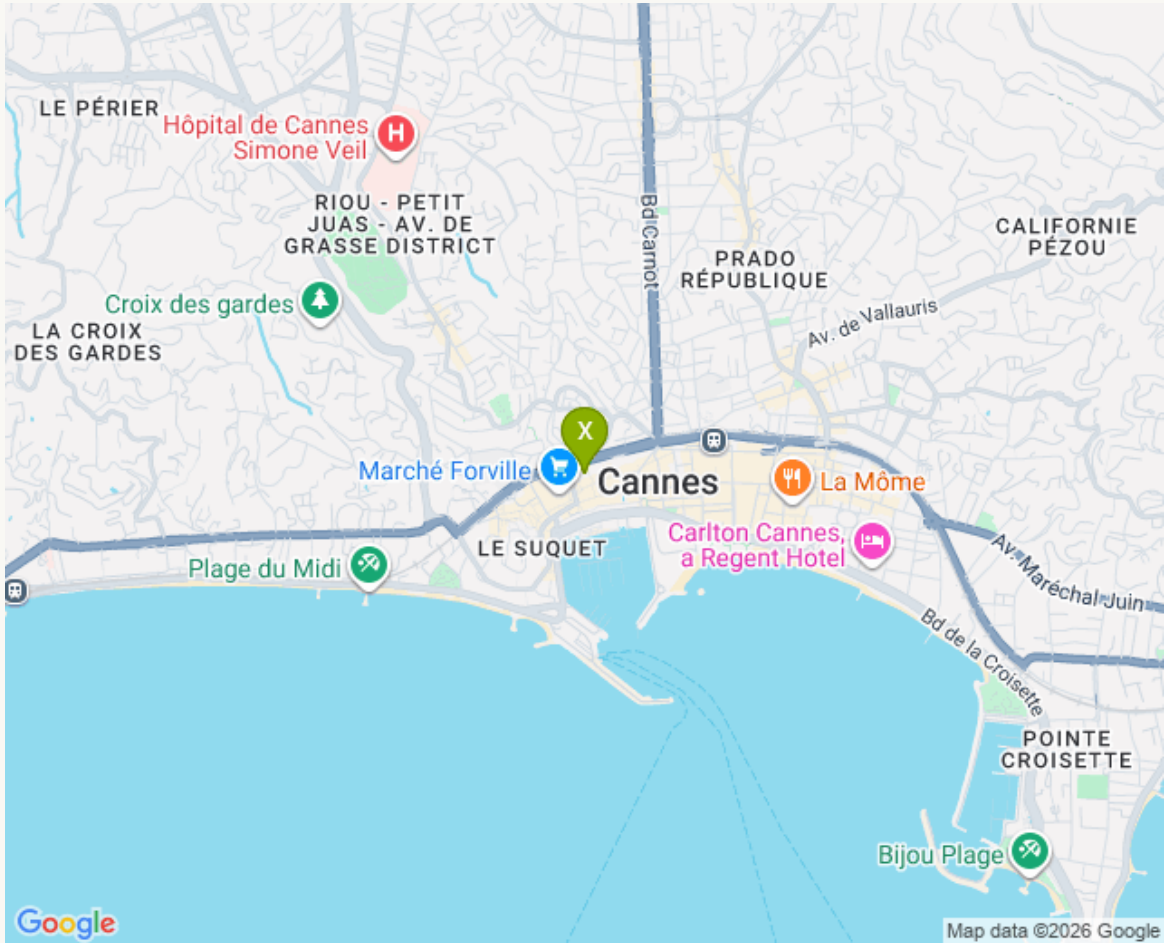 LE PÉRIER
Hôpital de Cannes
Simone Veil
H
RIOU - PETIT
JUAS - AV. DE
GRASSE DISTRICT
Bd Carnot
CALIFORNIE
PÉZOU
PRADO
RÉPUBLIQUE
Croix des gardes
Av. de Vallauris
LA CROIX
DES GARDES
X
Marché Forville
Cannes
La Môme
Carlton Cannes,
a Regent Hotel
LE SUQUET
Plage du Midi
Av. Maréchal Juin
Bd de la Croisette
POINTE
CROISETTE
Bijou Plage
Google
Map data ©2026 Google